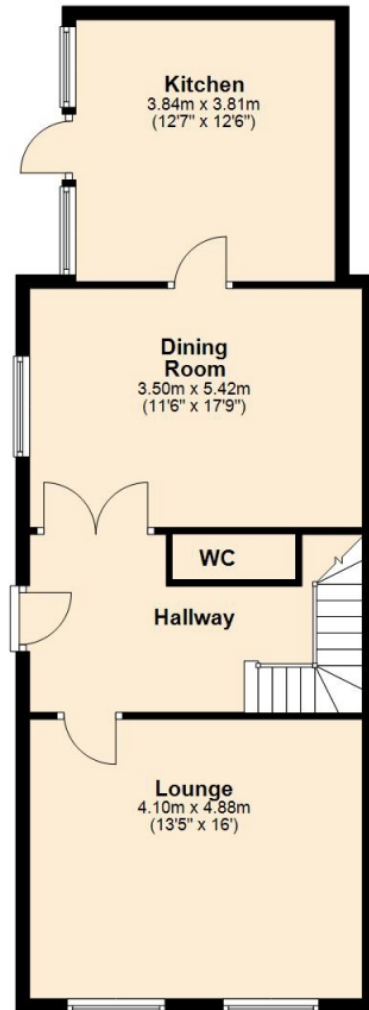 Kitchen
3.84m x 3.81m
(12'7" x 12'6")
Dining
Room
3.50m x 5.42m
(11'6" x 17'9")
WC
Hallway
Lounge
4.10m x 4.88m
(13'5" x 16')